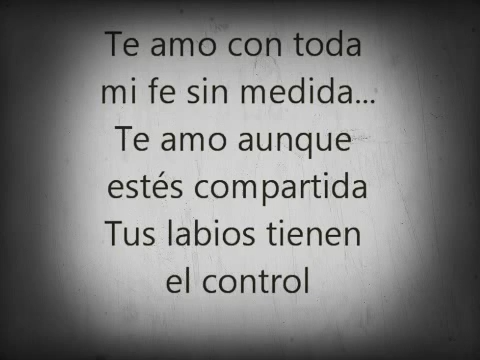 Te amo con toda
mi fe sin medida...
Te amo aunque
estés compartida
Tus labios tienen
el control